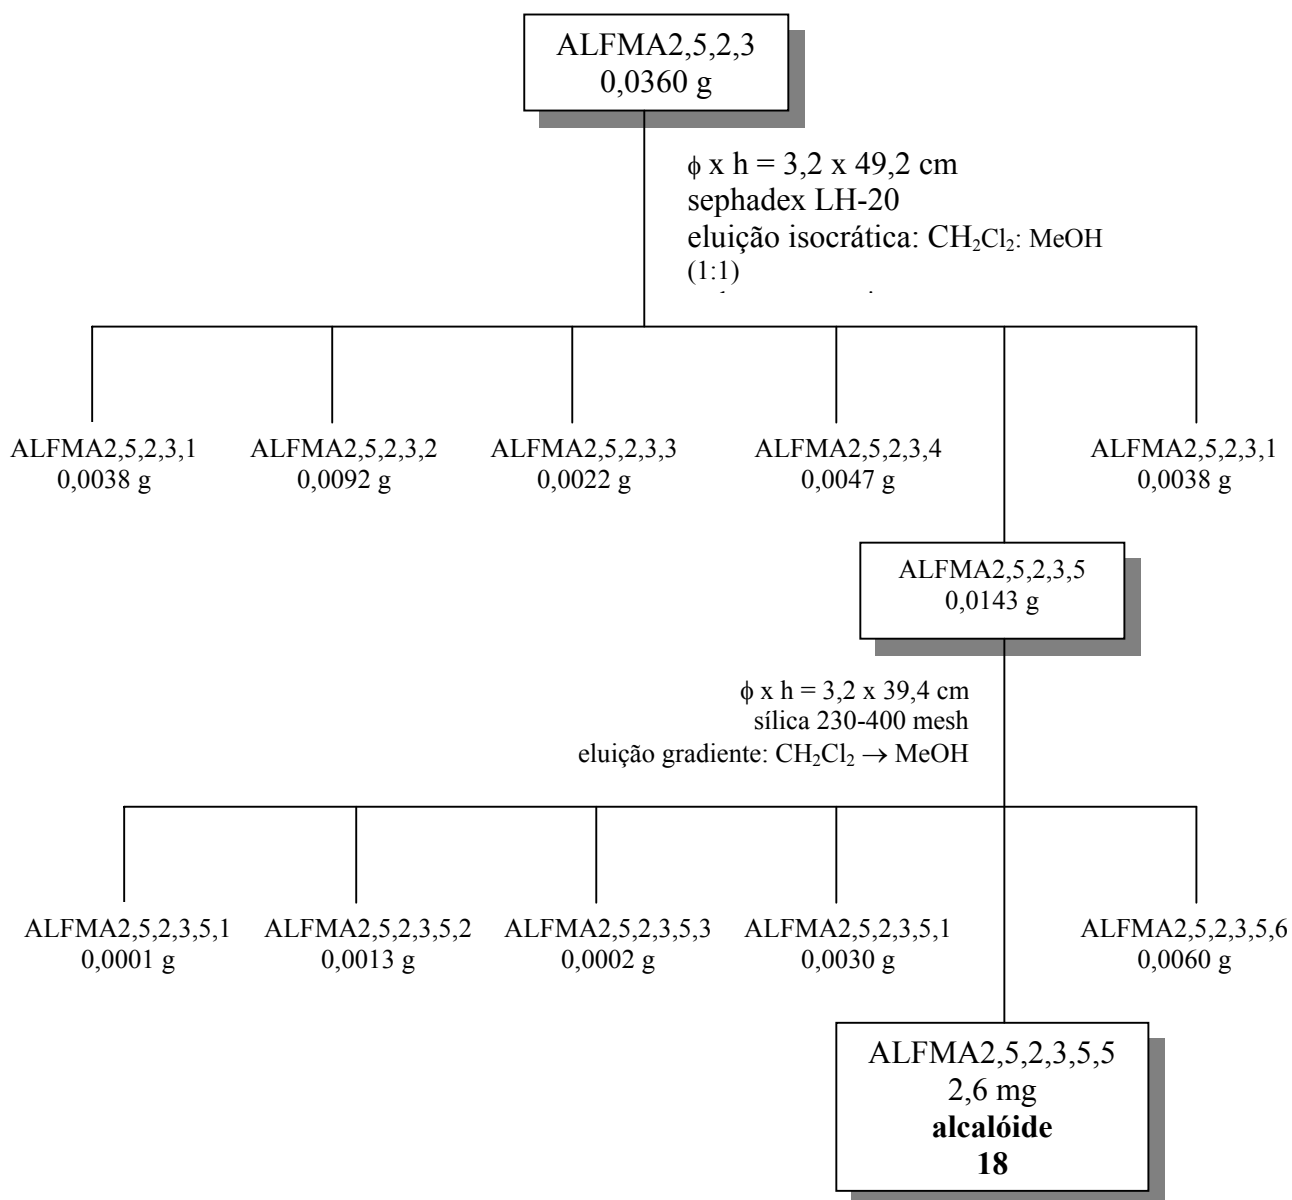 ALFMA2,5,2,3
0,0360 g
ϕ x h = 3,2 x 49,2 cm
sephadex LH-20
eluição isocrática: CH₂Cl₂: MeOH
(1:1)
ALFMA2,5,2,3,1
0,0038 g
ALFMA2,5,2,3,2
0,0092 g
ALFMA2,5,2,3,3
0,0022 g
ALFMA2,5,2,3,4
0,0047 g
ALFMA2,5,2,3,1
0,0038 g
ALFMA2,5,2,3,5
0,0143 g
ϕ x h = 3,2 x 39,4 cm
sílica 230-400 mesh
eluição gradiente: CH₂Cl₂ → MeOH
ALFMA2,5,2,3,5,1
0,0001 g
ALFMA2,5,2,3,5,2
0,0013 g
ALFMA2,5,2,3,5,3
0,0002 g
ALFMA2,5,2,3,5,1
0,0030 g
ALFMA2,5,2,3,5,6
0,0060 g
ALFMA2,5,2,3,5,5
2,6 mg
alcalóide
18